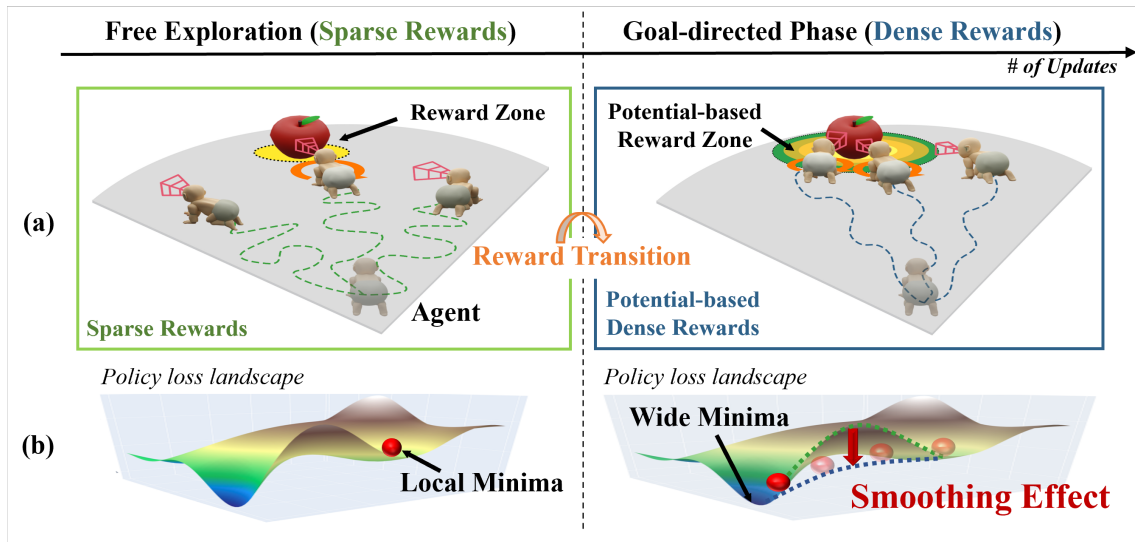 Free Exploration (Sparse Rewards)
Goal-directed Phase (Dense Rewards)
# of Updates
(a)
Reward Zone
Agent
Sparse Rewards
Reward Transition
Potential-based
Reward Zone
Potential-based
Dense Rewards
(b)
Policy loss landscape
Local Minima
Policy loss landscape
Wide Minima
Smoothing Effect